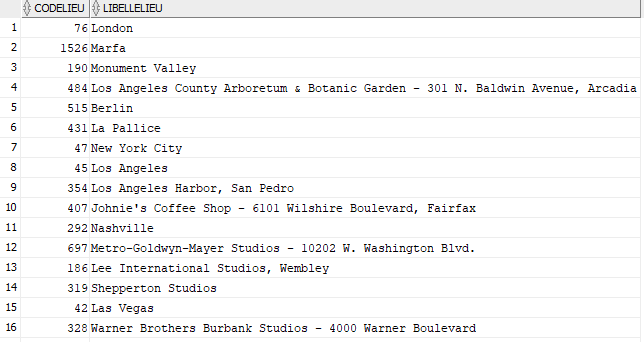 CODELIEU LIBELLELIEU
1 76 London
2 1526 Marfa
3 190 Monument Valley
4 484 Los Angeles County Arboretum & Botanic Garden - 301 N. Baldwin Avenue, Arcadia
5 515 Berlin
6 431 La Pallice
7 47 New York City
8 45 Los Angeles
9 354 Los Angeles Harbor, San Pedro
10 407 Johnie's Coffee Shop - 6101 Wilshire Boulevard, Fairfax
11 292 Nashville
12 697 Metro-Goldwyn-Mayer Studios - 10202 W. Washington Blvd.
13 186 Lee International Studios, Wembley
14 319 Shepperton Studios
15 42 Las Vegas
16 328 Warner Brothers Burbank Studios - 4000 Warner Boulevard